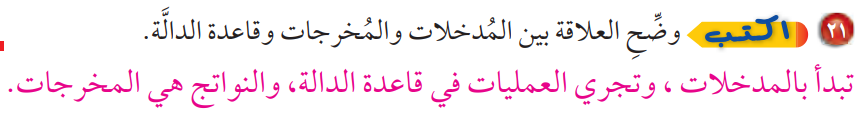 ٢١ اكتب وضِّحِ العلاقة بين المُدخلات والمُخرجات وقاعدة الدالَّة.
تبدأ بالمدخلات ، وتجري العمليات في قاعدة الدالة، والنواتج هي المخرجات.